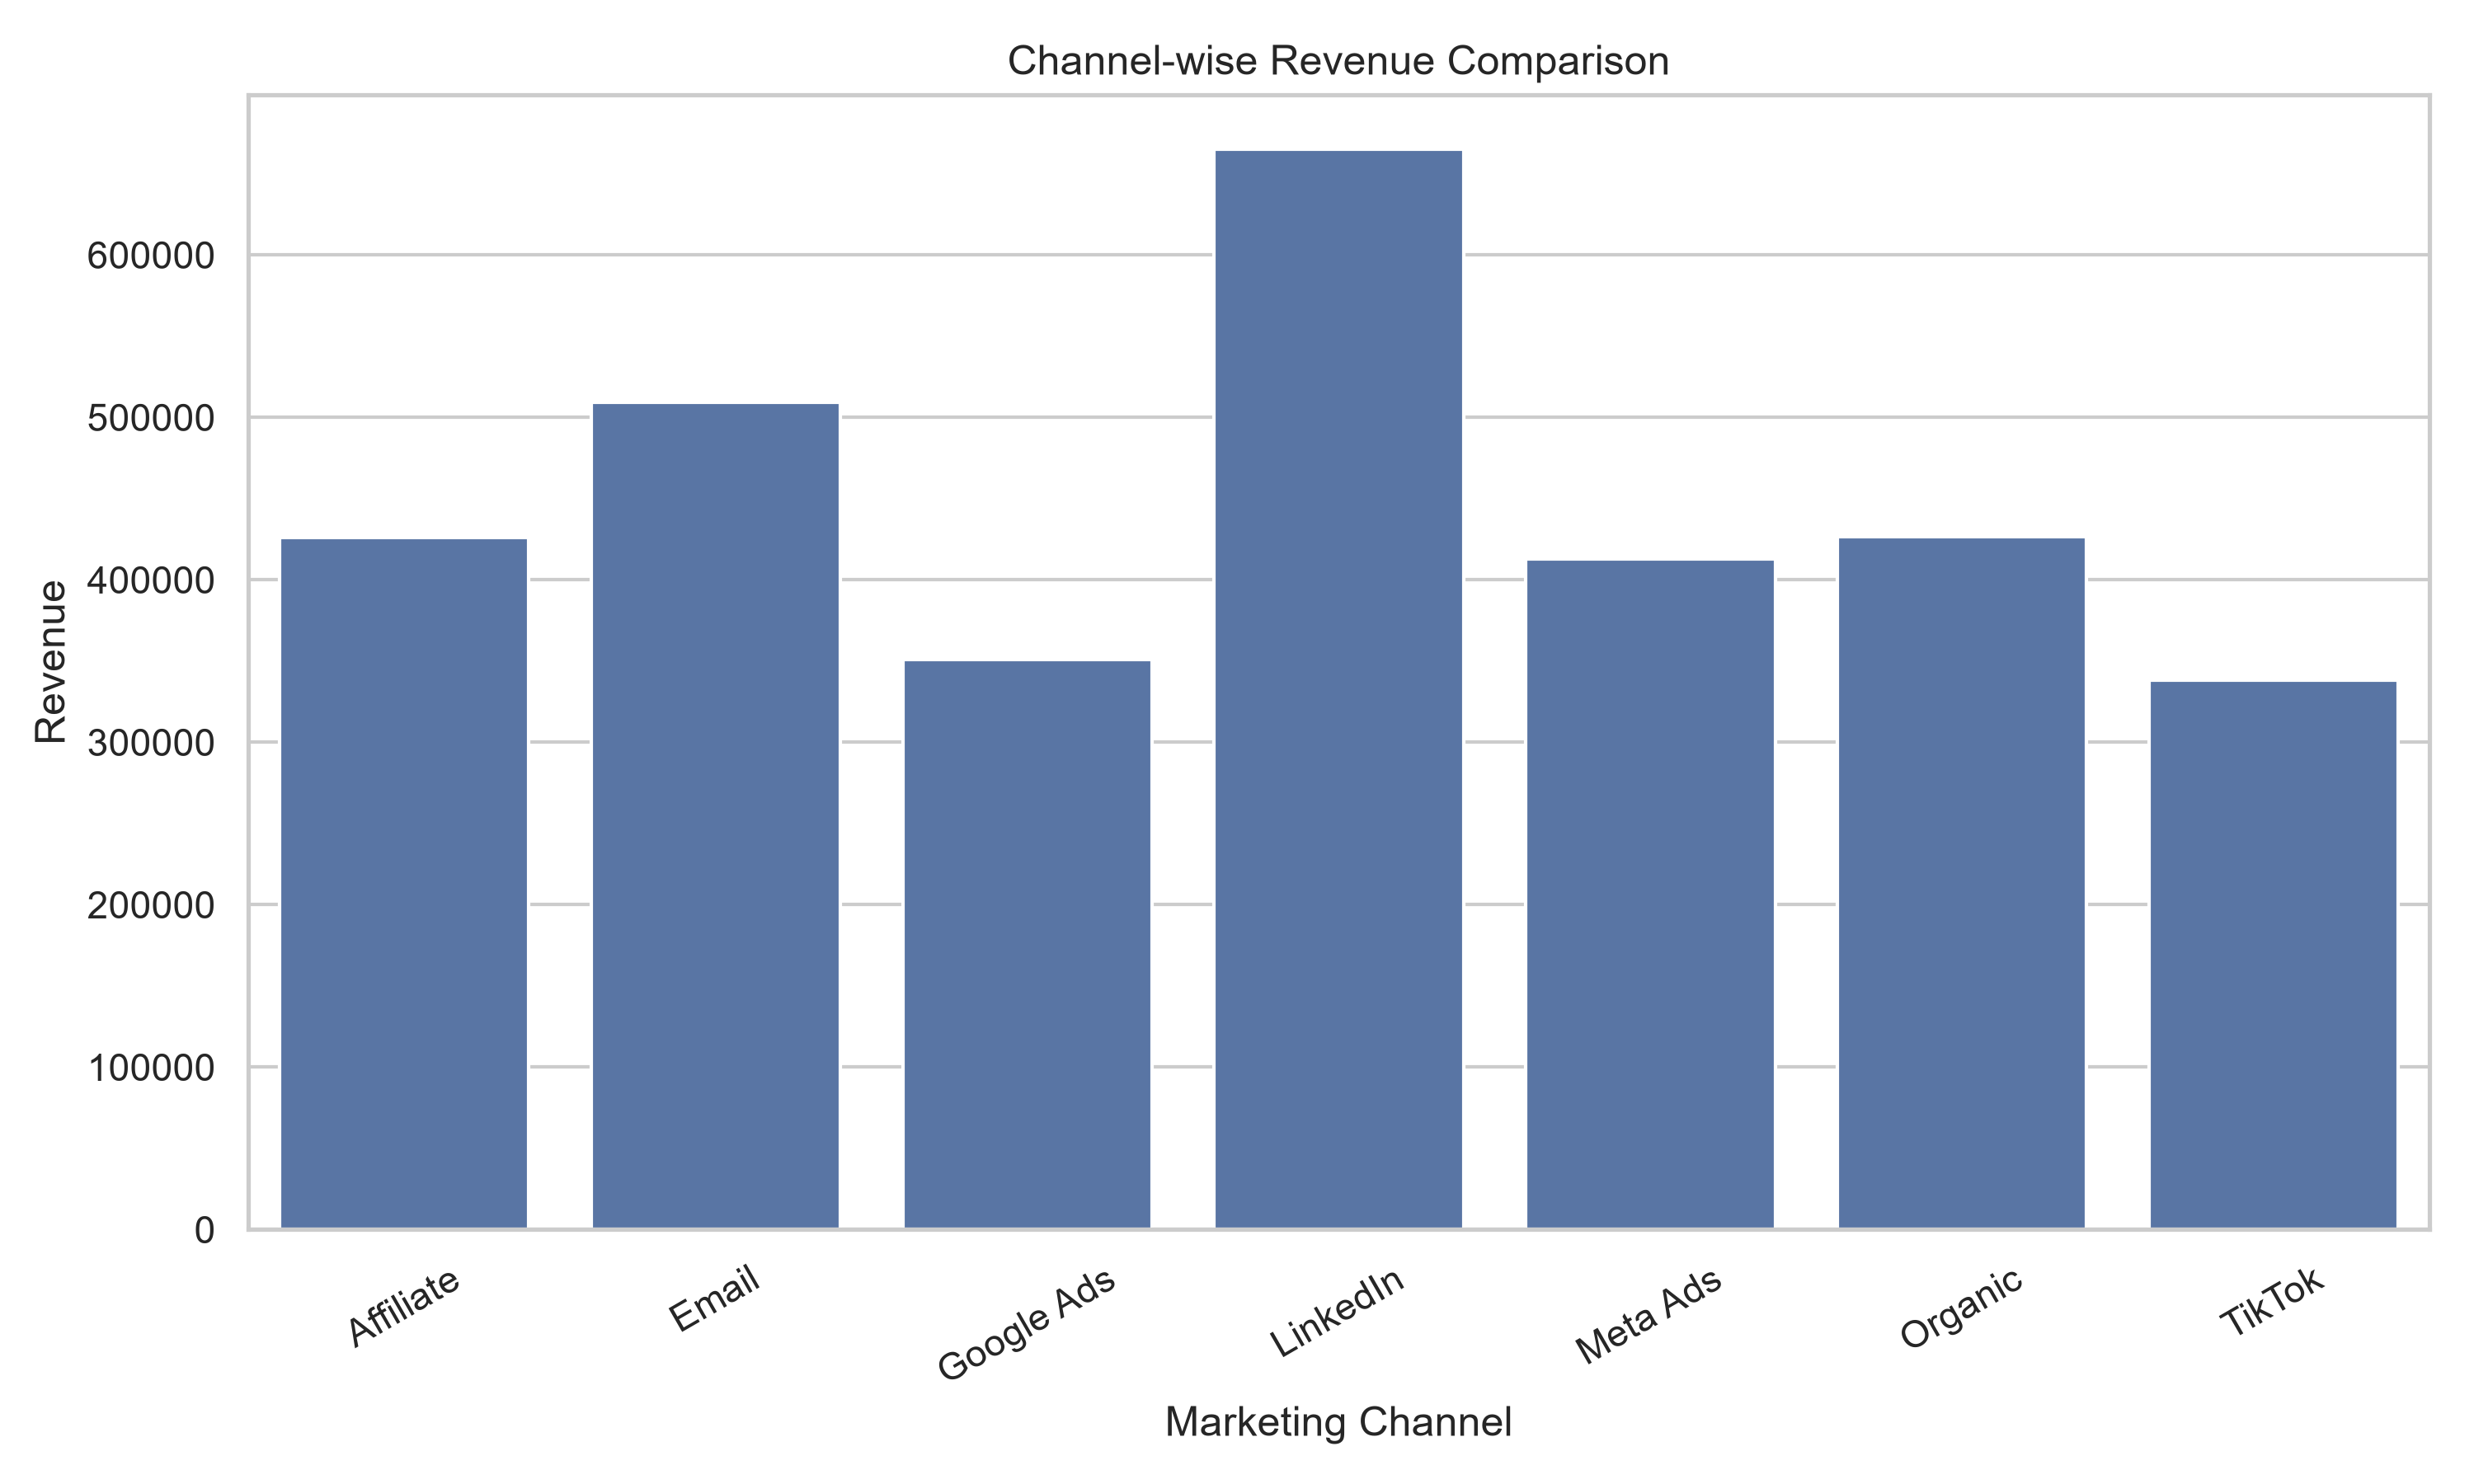 Channel-wise Revenue Comparison
Revenue
600000
500000
400000
300000
200000
100000
0
Affiliate
Email
Google Ads
LinkedIn
Meta Ads
Organic
TikTok
Marketing Channel